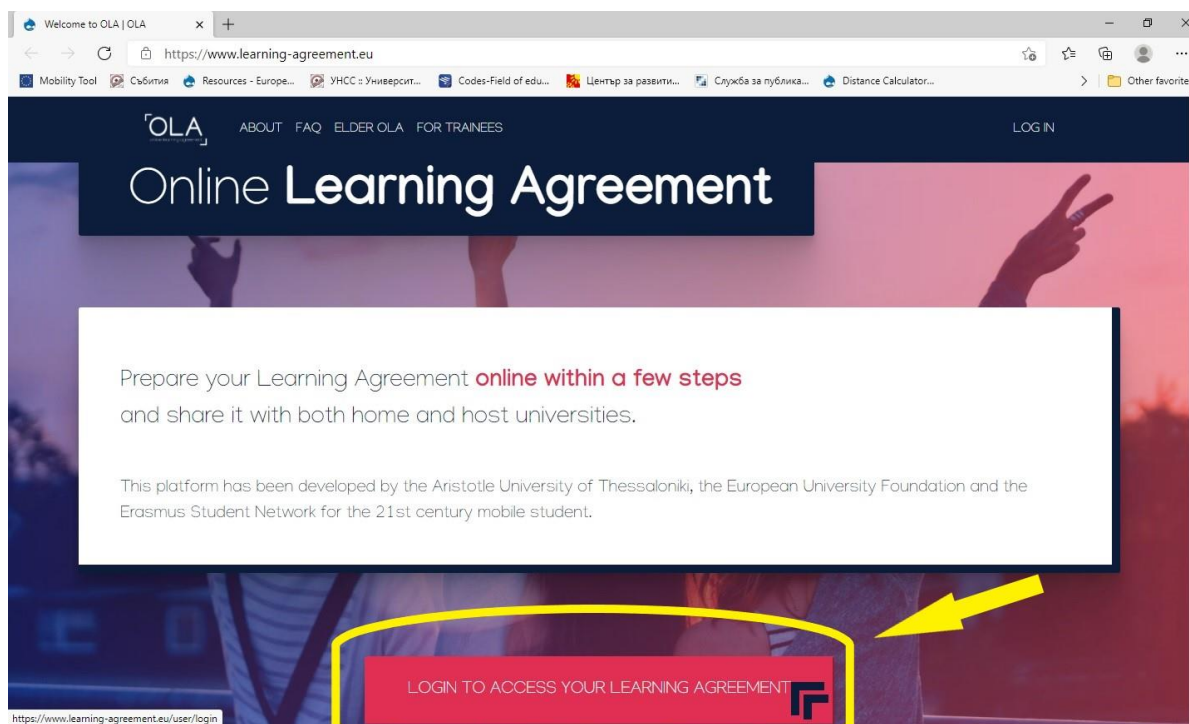 Welcome to OLA | OLA
https://www.learning-agreement.eu
Mobility Tool Събития Resources - Europe... УНСС :: Университ... Codes-Field of edu... Център за развити... Служба за публика... Distance Calculator... Other favorite
OLA ABOUT FAQ ELDER OLA FOR TRAINEES LOG IN
Online Learning Agreement
Prepare your Learning Agreement online within a few steps
and share it with both home and host universities.
This platform has been developed by the Aristotle University of Thessaloniki, the European University Foundation and the
Erasmus Student Network for the 21st century mobile student.
LOGIN TO ACCESS YOUR LEARNING AGREEMENT
https://www.learning-agreement.eu/user/login